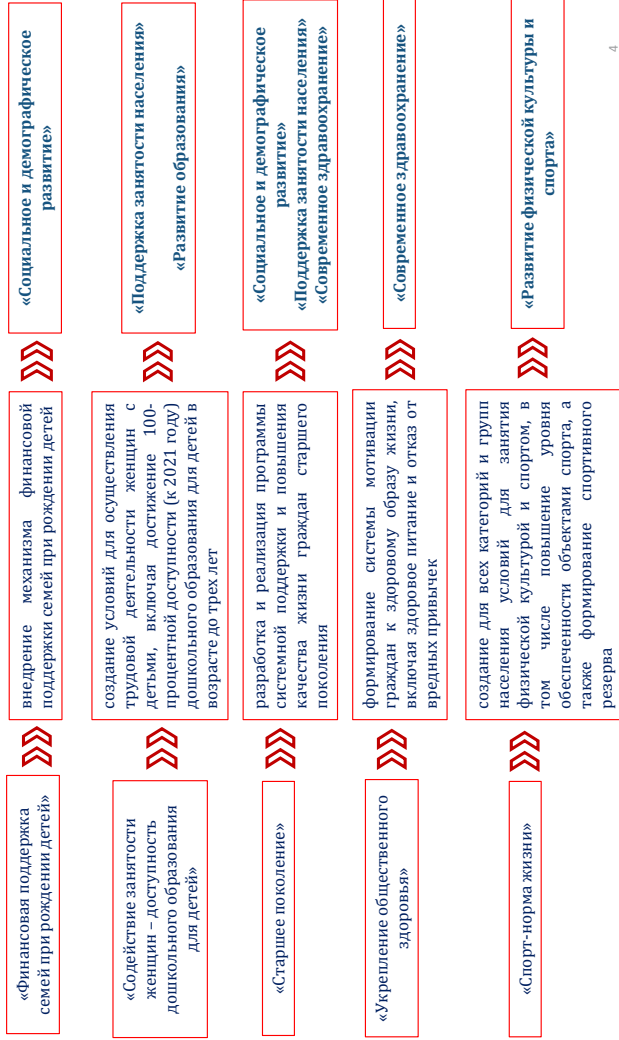 «Финансовая поддержка
семей при рождении детей»
внедрение механизма финансовой
поддержки семей при рождении детей
«Социальное и демографическое
развитие»
«Содействие занятости
женщин – доступность
дошкольного образования
для детей»
создание условий для осуществления
трудовой деятельности женщин с
детьми, включая достижение 100-
процентной доступности (к 2021 году)
дошкольного образования для детей в
возрасте до трех лет
«Поддержка занятости населения»
«Развитие образования»
«Старшее поколение»
разработка и реализация программы
системной поддержки и повышения
качества жизни граждан старшего
поколения
«Социальное и демографическое
развитие»
«Поддержка занятости населения»
«Современное здравоохранение»
«Укрепление общественного
здоровья»
формирование системы мотивации
граждан к здоровому образу жизни,
включая здоровое питание и отказ от
вредных привычек
«Современное здравоохранение»
«Спорт-норма жизни»
создание для всех категорий и групп
населения условий для занятия
физической культурой и спортом, в
том числе повышение уровня
обеспеченности объектами спорта, а
также формирование спортивного
резерва
«Развитие физической культуры и
спорта»
4